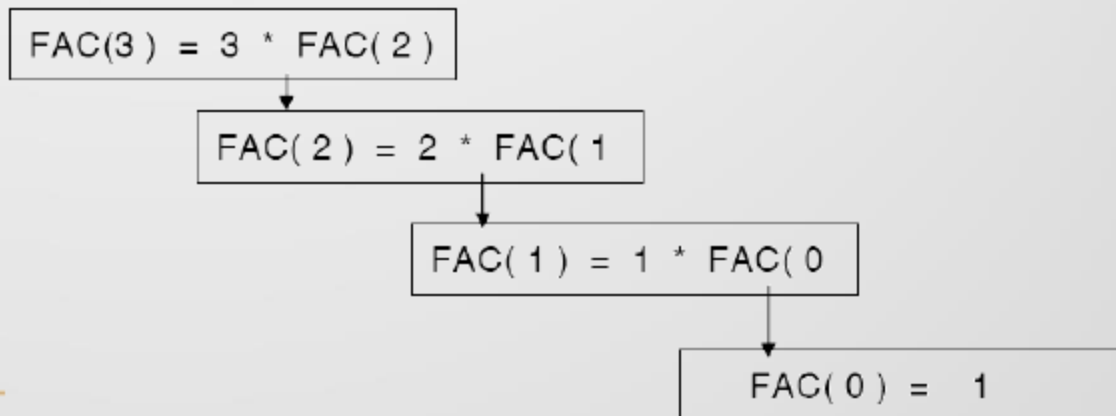 FAC(3 ) = 3 * FAC( 2 )
FAC( 2 ) = 2 * FAC( 1
FAC( 1 ) = 1 * FAC( 0
FAC( 0 ) = 1